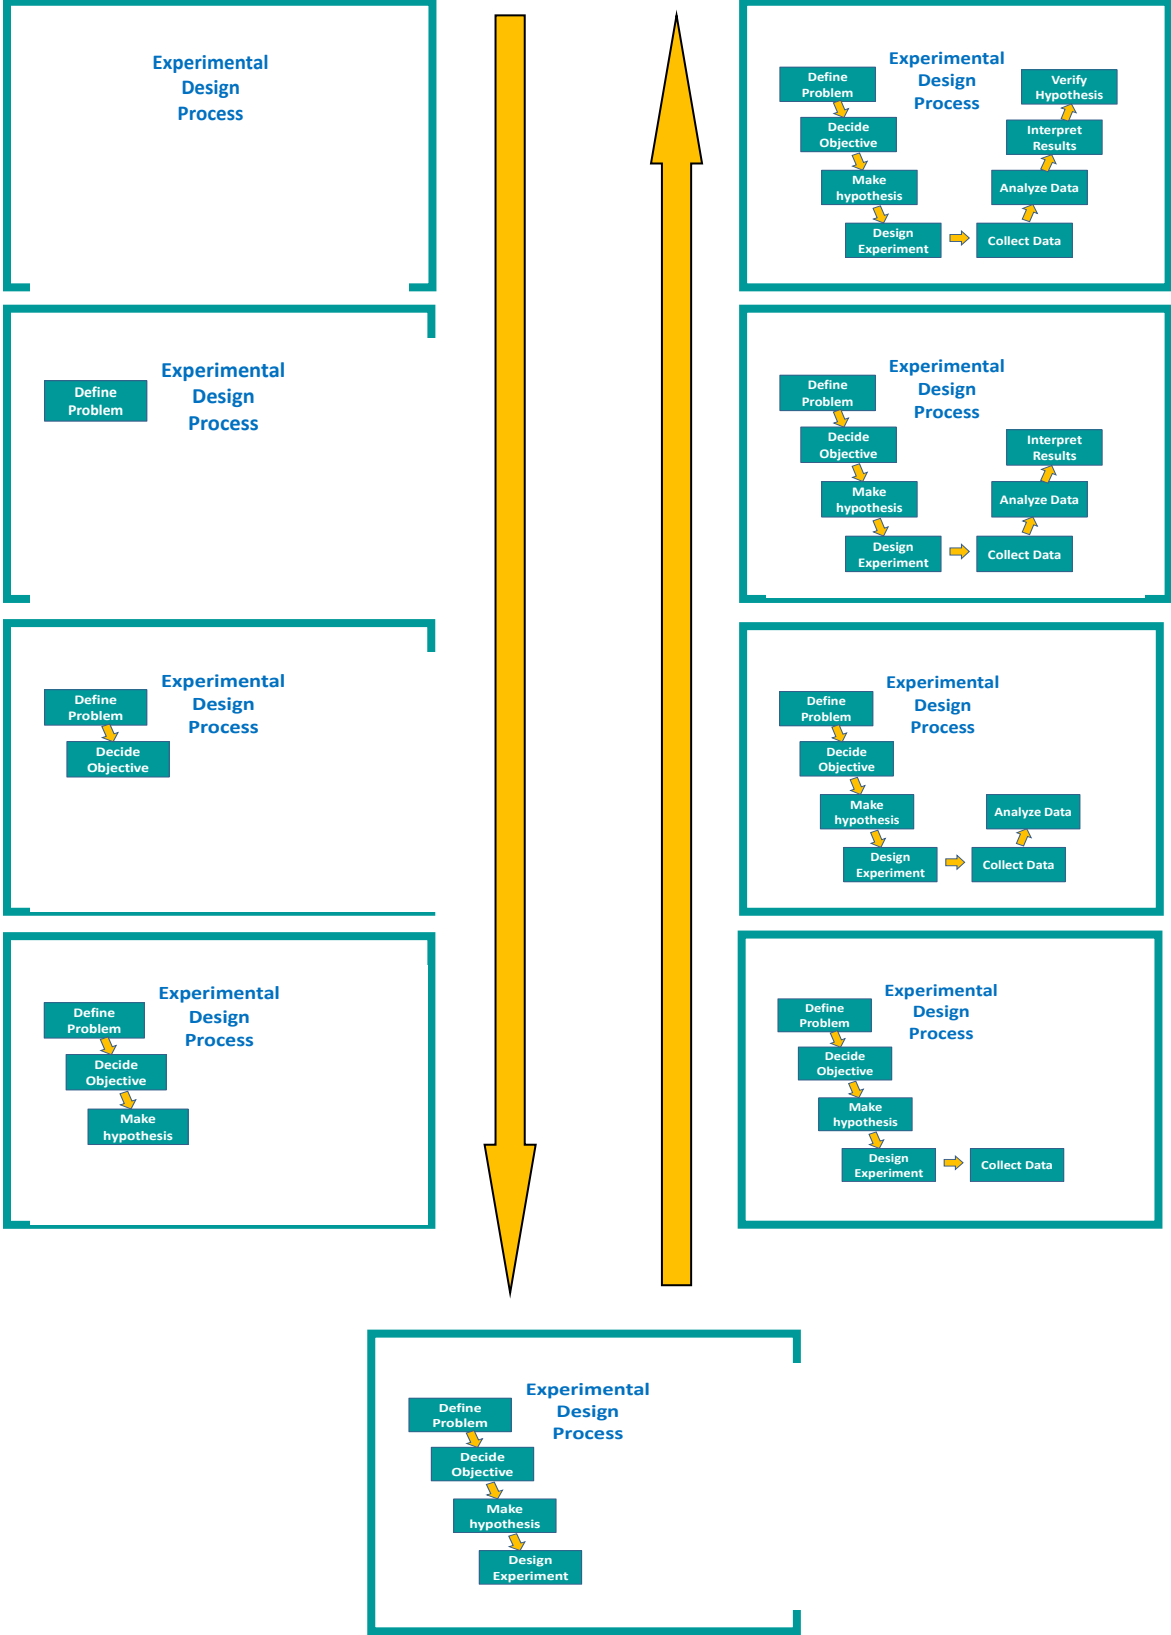 Experimental
Design
Process
Define
Problem
Experimental
Design
Process
Define
Problem
Decide
Objective
Experimental
Design
Process
Define
Problem
Decide
Objective
Make
hypothesis
Experimental
Design
Process
Define
Problem
Decide
Objective
Make
hypothesis
Design
Experiment
Experimental
Design
Process
Define
Problem
Decide
Objective
Make
hypothesis
Design
Experiment
Collect Data
Experimental
Design
Process
Define
Problem
Decide
Objective
Make
hypothesis
Design
Experiment
Collect Data
Analyze Data
Experimental
Design
Process
Define
Problem
Decide
Objective
Make
hypothesis
Design
Experiment
Collect Data
Analyze Data
Interpret
Results
Experimental
Design
Process
Define
Problem
Decide
Objective
Make
hypothesis
Design
Experiment
Collect Data
Analyze Data
Interpret
Results
Verify
Hypothesis
Experimental
Design
Process